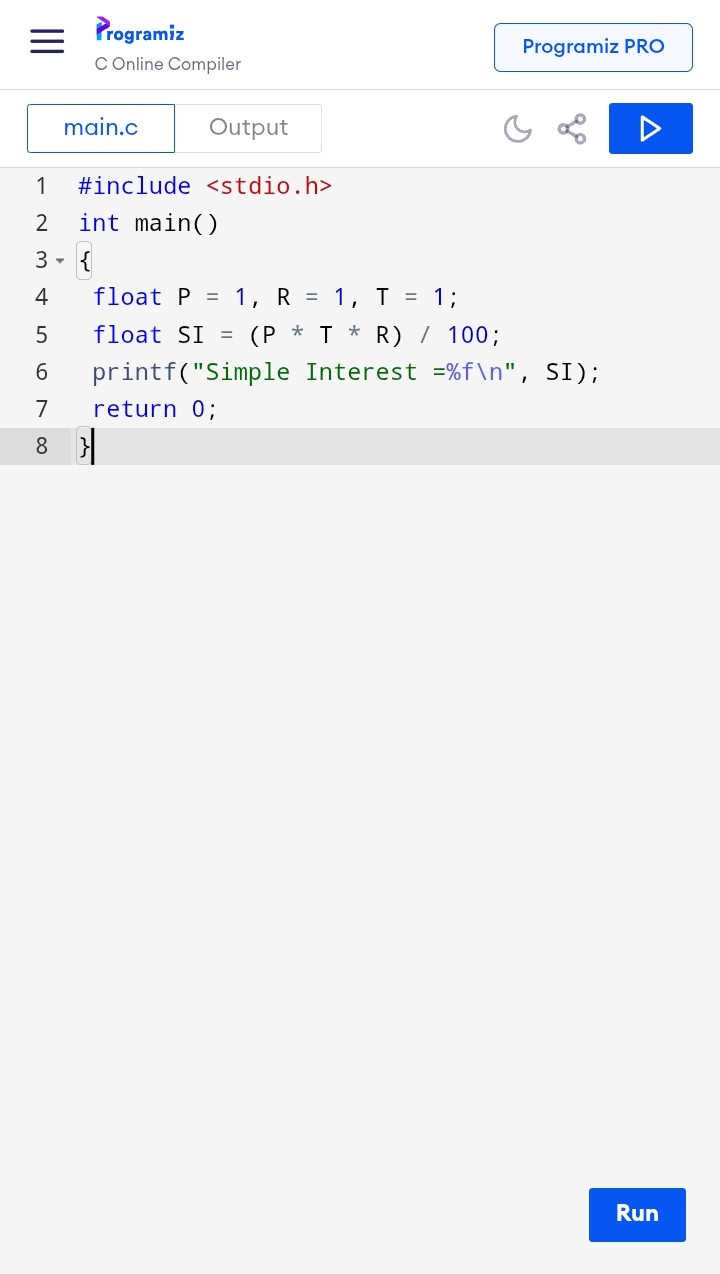 Programiz
C Online Compiler
Programiz PRO
main.c
Output
1 #include <stdio.h>
2 int main()
3 {
4 float P = 1, R = 1, T = 1;
5 float SI = (P * T * R) / 100;
6 printf("Simple Interest =%f\n", SI);
7 return 0;
8 }
Run